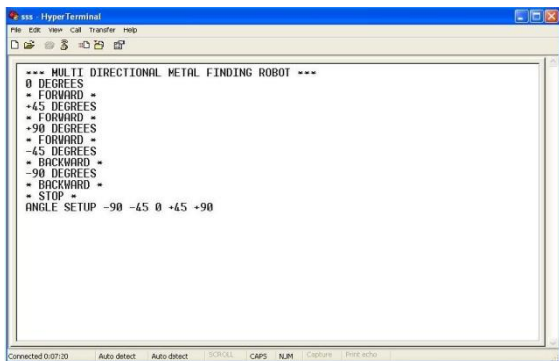 sss - HyperTerminal
File Edit View Call Transfer Help
*** MULTI DIRECTIONAL METAL FINDING ROBOT ***
0 DEGREES
* FORWARD *
+45 DEGREES
* FORWARD *
+90 DEGREES
* FORWARD *
-45 DEGREES
* BACKWARD *
-90 DEGREES
* BACKWARD *
* STOP *
ANGLE SETUP -90 -45 0 +45 +90
Connected 0:07:20 Auto detect Auto detect SCROLL CAPS NUM Capture Print echo